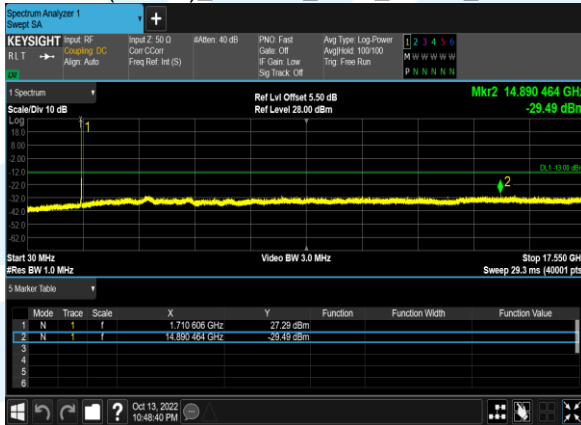 Spectrum Analyzer 1
Swept SA
+
KEYSIGHT Input: RF Input Z: 50 Ω #Atten: 40 dB PNO: Fast Avg Type: Log-Power 1 2 3 4 5 6
RLT Coupling: DC Corr CCorr Gate: Off Avg|Hold: 100/100 M W W W W W
Align: Auto Freq Ref: Int (S) IF Gain: Low Trig: Free Run
Sig Track: Off P N N N N N
1 Spectrum Ref Lvl Offset 5.50 dB Mkr2 14.890 464 GHz
Scale/Div 10 dB Ref Level 28.00 dBm -29.49 dBm
Log
18.0 1
8.00
-2.00
-12.0 DL1 -13.00 dBm
-22.0 2
-32.0
-42.0
-52.0
-62.0
Start 30 MHz Video BW 3.0 MHz Stop 17.550 GH
#Res BW 1.0 MHz Sweep 29.3 ms (40001 pts
5 Marker Table
Mode Trace Scale X Y Function Function Width Function Value
1 N 1 f 1.710 606 GHz 27.29 dBm
2 N 1 f 14.890 464 GHz -29.49 dBm
3
4
5
6
? Oct 13, 2022
10:48:40 PM